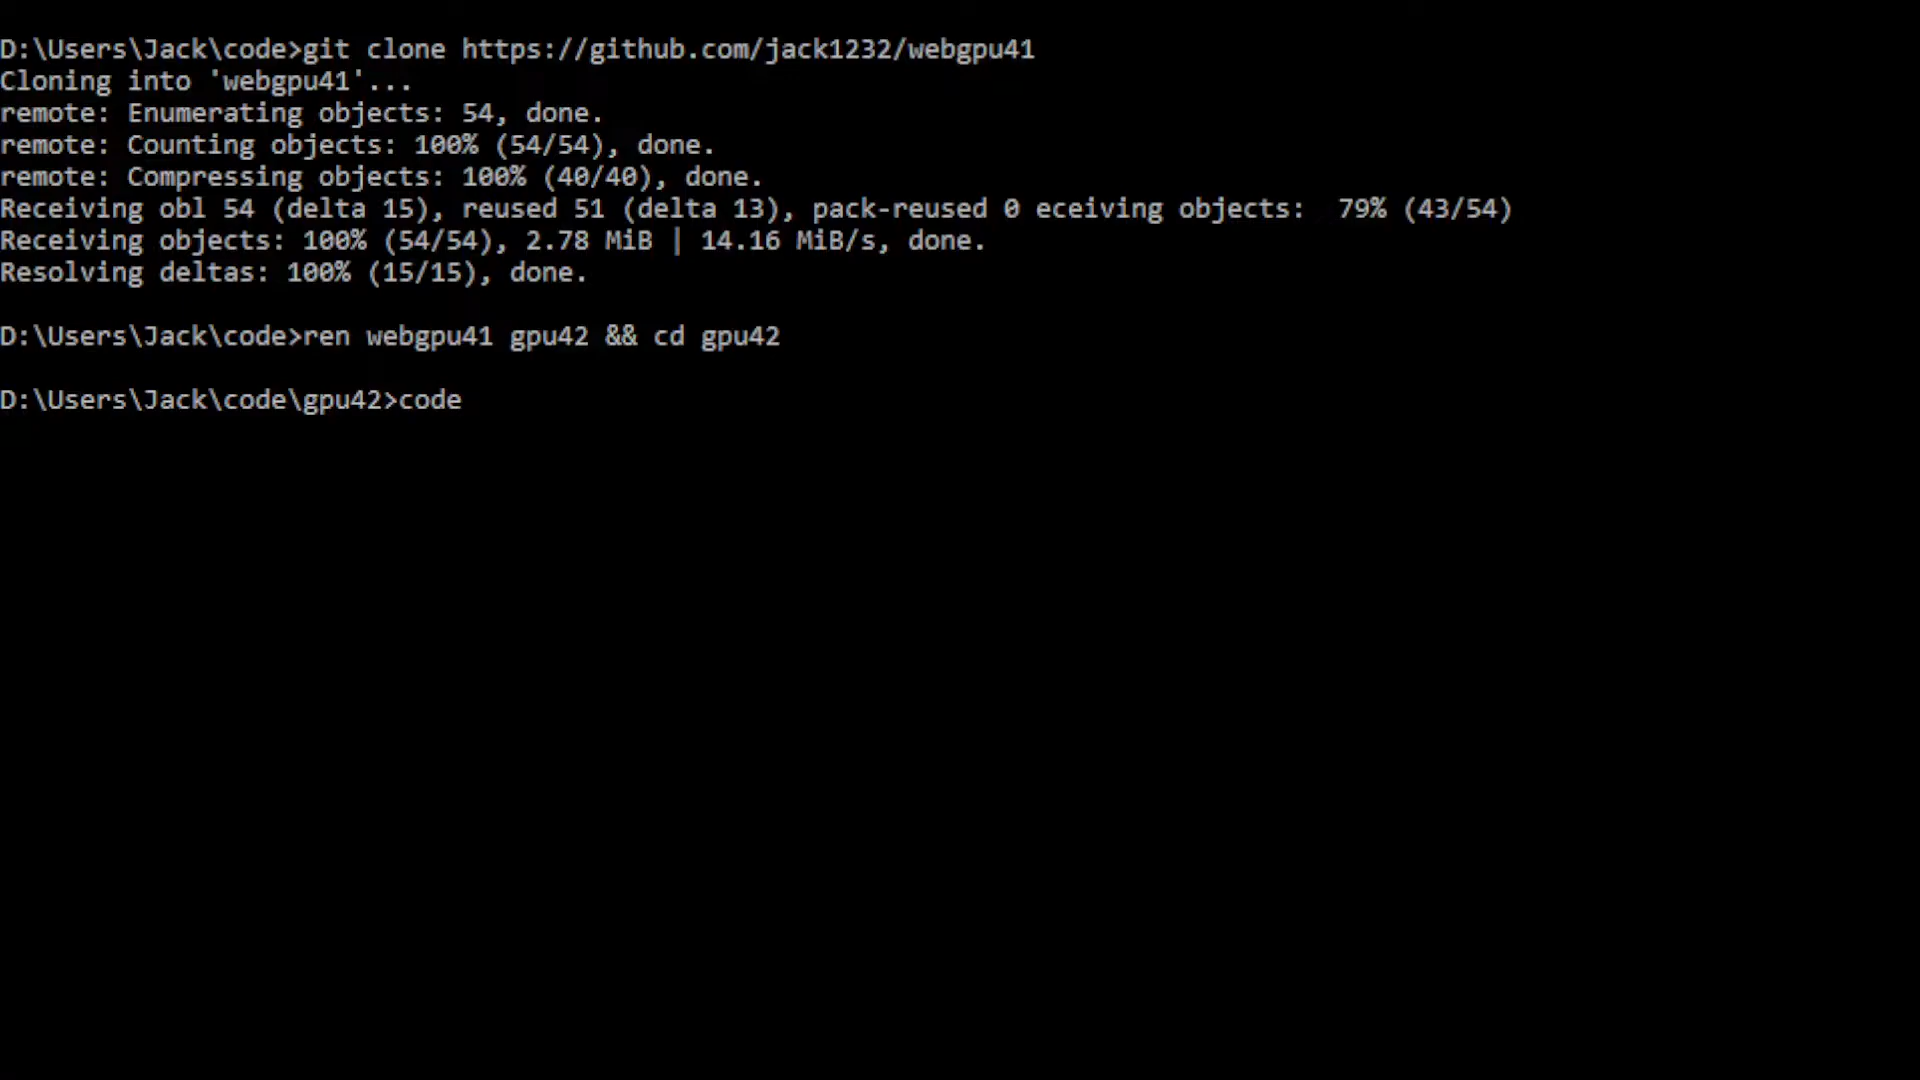 D:\Users\Jack\code>git clone https://github.com/jack1232/webgpu41
Cloning into 'webgpu41'...
remote: Enumerating objects: 54, done.
remote: Counting objects: 100% (54/54), done.
remote: Compressing objects: 100% (40/40), done.
Receiving obl 54 (delta 15), reused 51 (delta 13), pack-reused 0 eceiving objects:  79% (43/54)
Receiving objects: 100% (54/54), 2.78 MiB | 14.16 MiB/s, done.
Resolving deltas: 100% (15/15), done.
D:\Users\Jack\code>ren webgpu41 gpu42 && cd gpu42
D:\Users\Jack\code\gpu42>code